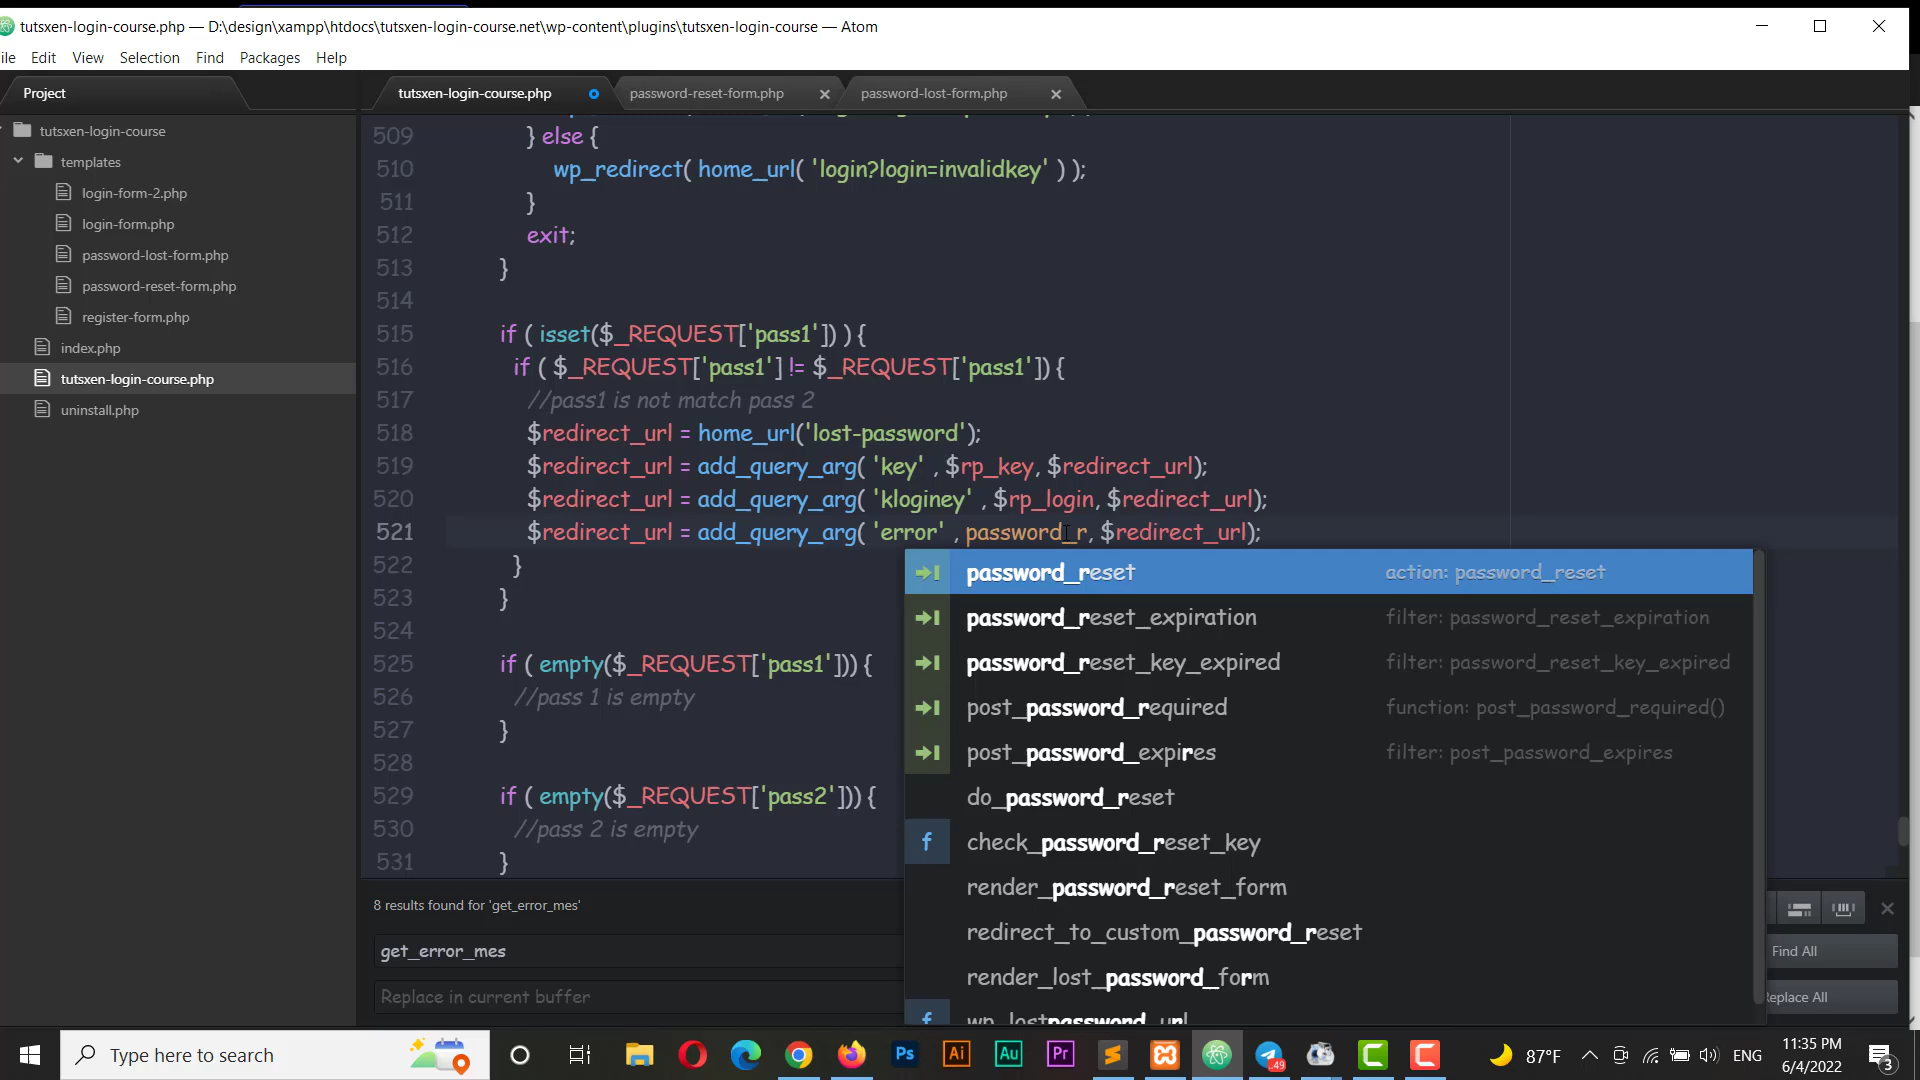 tutsxen-login-course.php — D:\design\xampp\htdocs\tutsxen-login-course.net\wp-content\plugins\tutsxen-login-course — Atom
ile Edit View Selection Find Packages Help
Project
tutsxen-login-course.php password-reset-form.php password-lost-form.php
tutsxen-login-course
templates
login-form-2.php
login-form.php
password-lost-form.php
password-reset-form.php
register-form.php
index.php
tutsxen-login-course.php
uninstall.php
509 } else {
510 wp_redirect( home_url( 'login?login=invalidkey' ) );
511 }
512 exit;
513 }
514
515 if ( isset($_REQUEST['pass1']) ) {
516 if ( $_REQUEST['pass1'] != $_REQUEST['pass1']) {
517 //pass1 is not match pass 2
518 $redirect_url = home_url('lost-password');
519 $redirect_url = add_query_arg( 'key' , $rp_key, $redirect_url);
520 $redirect_url = add_query_arg( 'kloginey' , $rp_login, $redirect_url);
521 $redirect_url = add_query_arg( 'error' , password_r, $redirect_url);
522 }
523 }
524
525 if ( empty($_REQUEST['pass1'])) {
526 //pass 1 is empty
527 }
528
529 if ( empty($_REQUEST['pass2'])) {
530 //pass 2 is empty
531 }
password_reset action: password_reset
password_reset_expiration filter: password_reset_expiration
password_reset_key_expired filter: password_reset_key_expired
post_password_required function: post_password_required()
post_password_expires filter: post_password_expires
do_password_reset
f check_password_reset_key
render_password_reset_form
redirect_to_custom_password_reset
render_lost_password_form
f wp_lostpassword_url
8 results found for 'get_error_mes'
get_error_mes
Find All
Replace in current buffer
Replace All
Type here to search
Ps Ai Au Pr
49
87°F
ENG
11:35 PM
6/4/2022
3